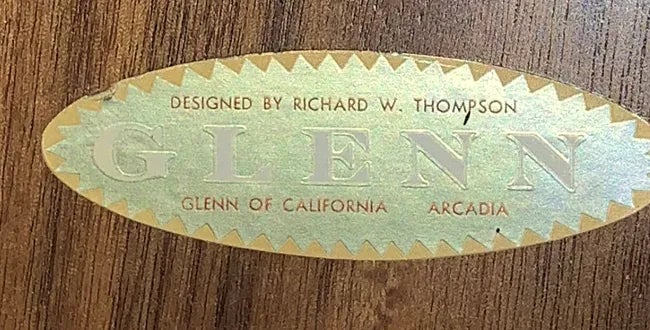 DESIGNED BY RICHARD W. THOMPSON
GLENN
GLENN OF CALIFORNIA ARCADIA